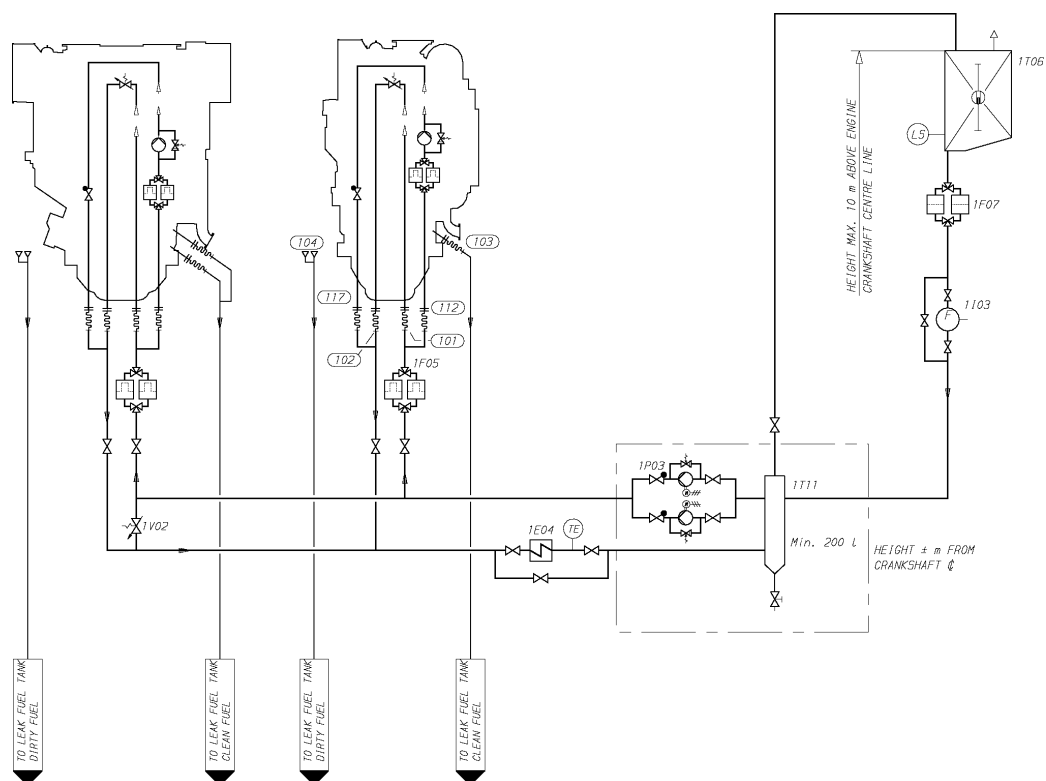 1T06
HEIGHT MAX. 10 m ABOVE ENGINE
CRANKSHAFT CENTRE LINE
LS
1F07
104
103
117
112
F
1I03
101
102
1F05
1P03
1T11
1V02
1E04
TE
Min. 200 l
HEIGHT ± m FROM
CRANKSHAFT ₵
TO LEAK FUEL TANK
DIRTY FUEL
TO LEAK FUEL TANK
CLEAN FUEL
TO LEAK FUEL TANK
DIRTY FUEL
TO LEAK FUEL TANK
CLEAN FUEL